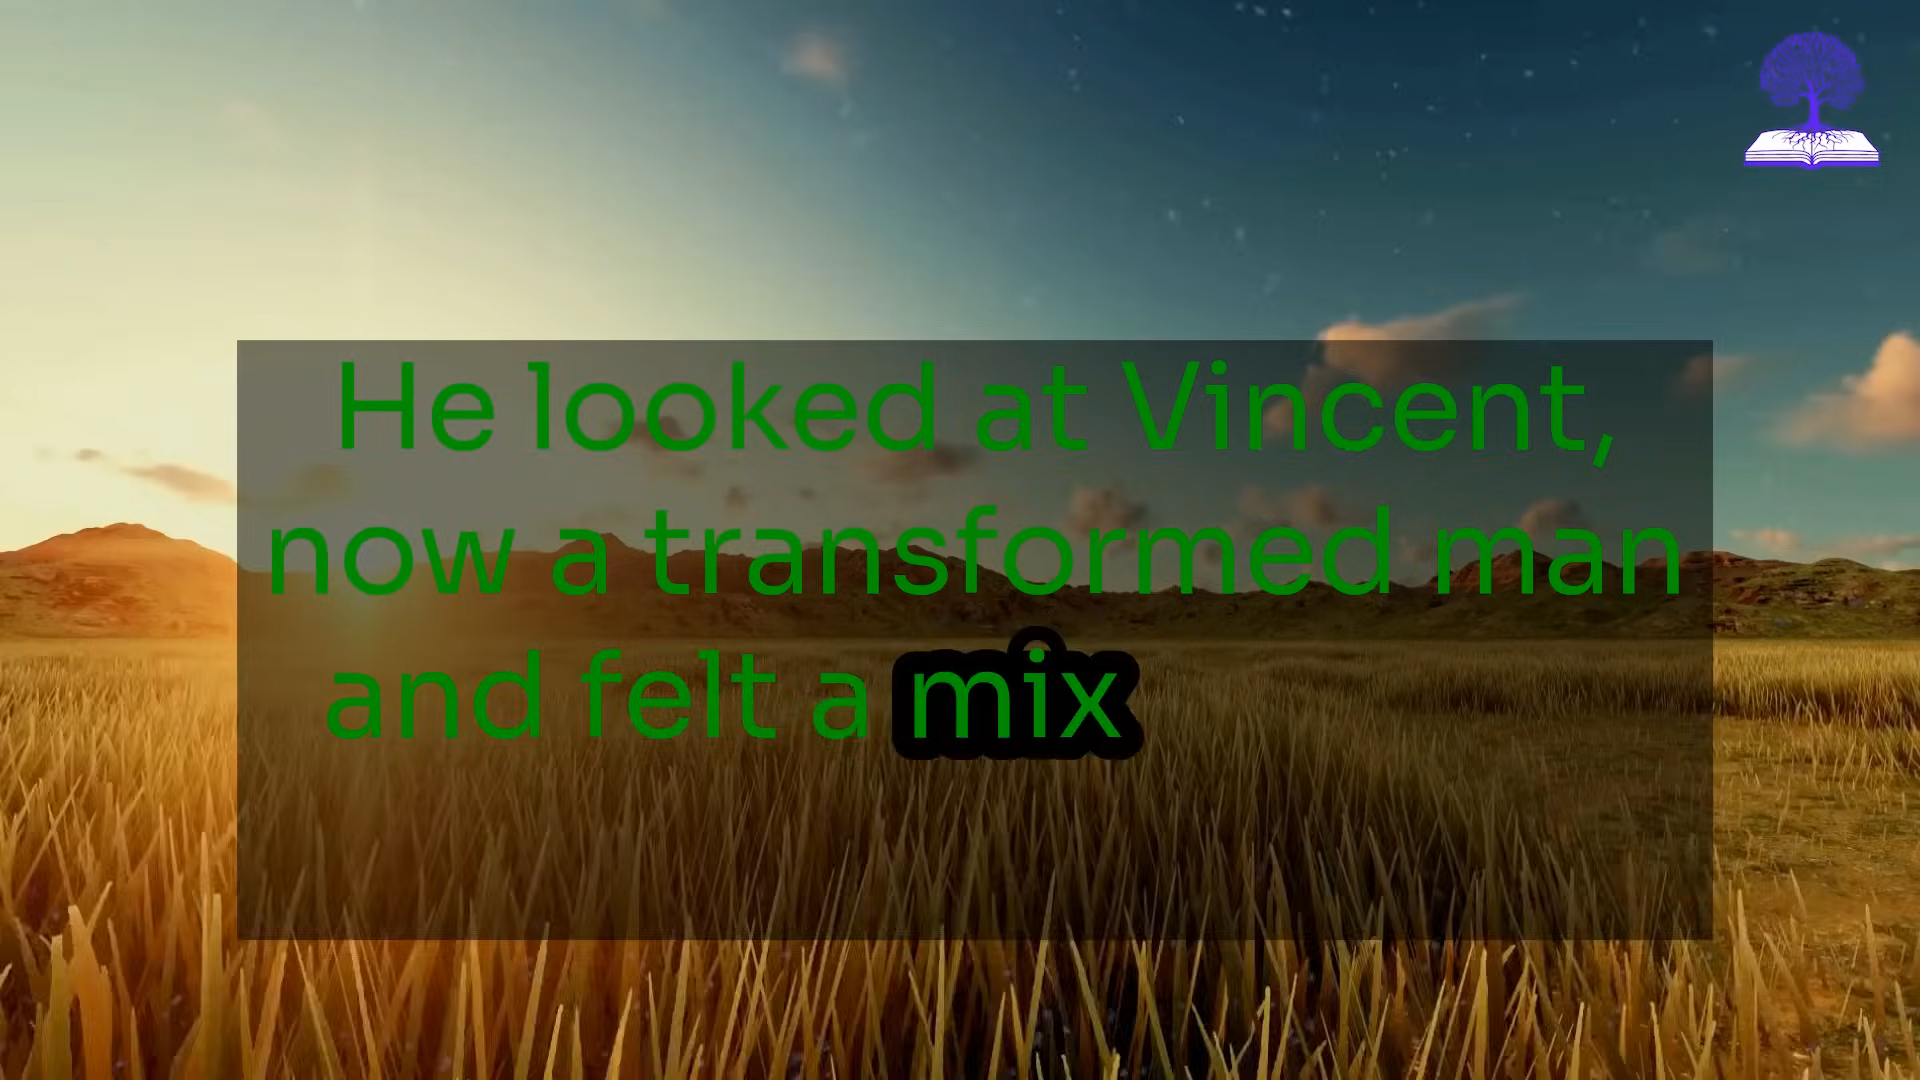 He looked at Vincent,
now a transformed man
and felt a mix